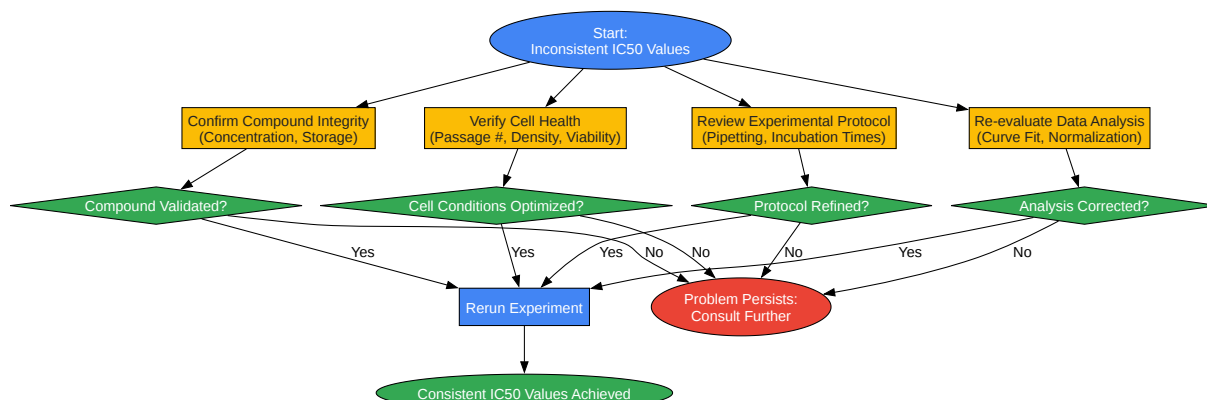 Start:
Inconsistent IC50 Values
Confirm Compound Integrity
(Concentration, Storage)
Verify Cell Health
(Passage #, Density, Viability)
Review Experimental Protocol
(Pipetting, Incubation Times)
Re-evaluate Data Analysis
(Curve Fit, Normalization)
Compound Validated?
Cell Conditions Optimized?
Protocol Refined?
Analysis Corrected?
Yes
Yes
Yes
No
No
No
Yes
No
Rerun Experiment
Problem Persists:
Consult Further
Consistent IC50 Values Achieved